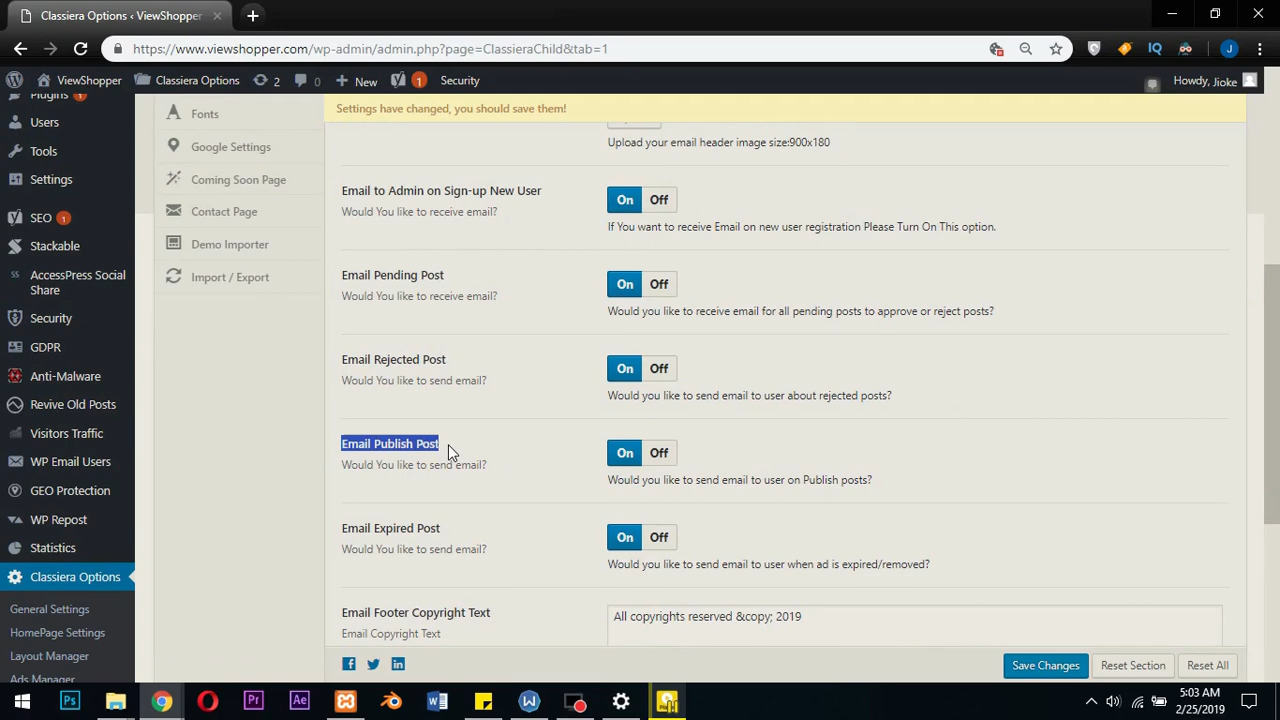 Classiera Options ‹ ViewShopper
https://www.viewshopper.com/wp-admin/admin.php?page=ClassieraChild&tab=1
IQ
J
ViewShopper
Classiera Options
2
0
New
1
Security
Howdy, Jioke
Plugins 1
Users
Tools
Settings
SEO 1
Stackable
AccessPress Social
Share
Security
GDPR
Anti-Malware
Revive Old Posts
Visitors Traffic
WP Email Users
GEO Protection
WP Repost
Statistics
Classiera Options
General Settings
HomePage Settings
Layout Manager
Ads Manager
Fonts
Google Settings
Coming Soon Page
Contact Page
Demo Importer
Import / Export
Settings have changed, you should save them!
Upload your email header image size:900x180
Email to Admin on Sign-up New User
Would You like to receive email?
On Off
If You want to receive Email on new user registration Please Turn On This option.
Email Pending Post
Would You like to receive email?
On Off
Would you like to receive email for all pending posts to approve or reject posts?
Email Rejected Post
Would You like to send email?
On Off
Would you like to send email to user about rejected posts?
Email Publish Post
Would You like to send email?
On Off
Would you like to send email to user on Publish posts?
Email Expired Post
Would You like to send email?
On Off
Would you like to send email to user when ad is expired/removed?
Email Footer Copyright Text
Email Copyright Text
All copyrights reserved &copy; 2019
Save Changes
Reset Section
Reset All
Ps
Pr
Ae
5:03 AM
2/25/2019